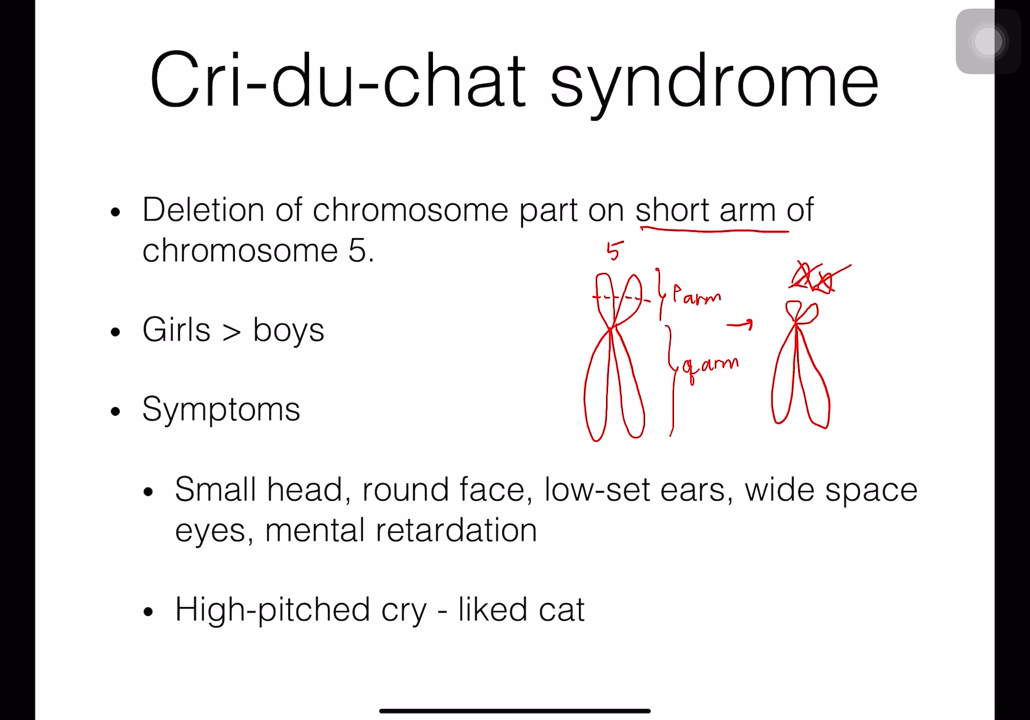 Cri-du-chat syndrome
• Deletion of chromosome part on short arm of
chromosome 5.
5
P arm
q arm
• Girls > boys
• Symptoms
• Small head, round face, low-set ears, wide space
eyes, mental retardation
• High-pitched cry - liked cat